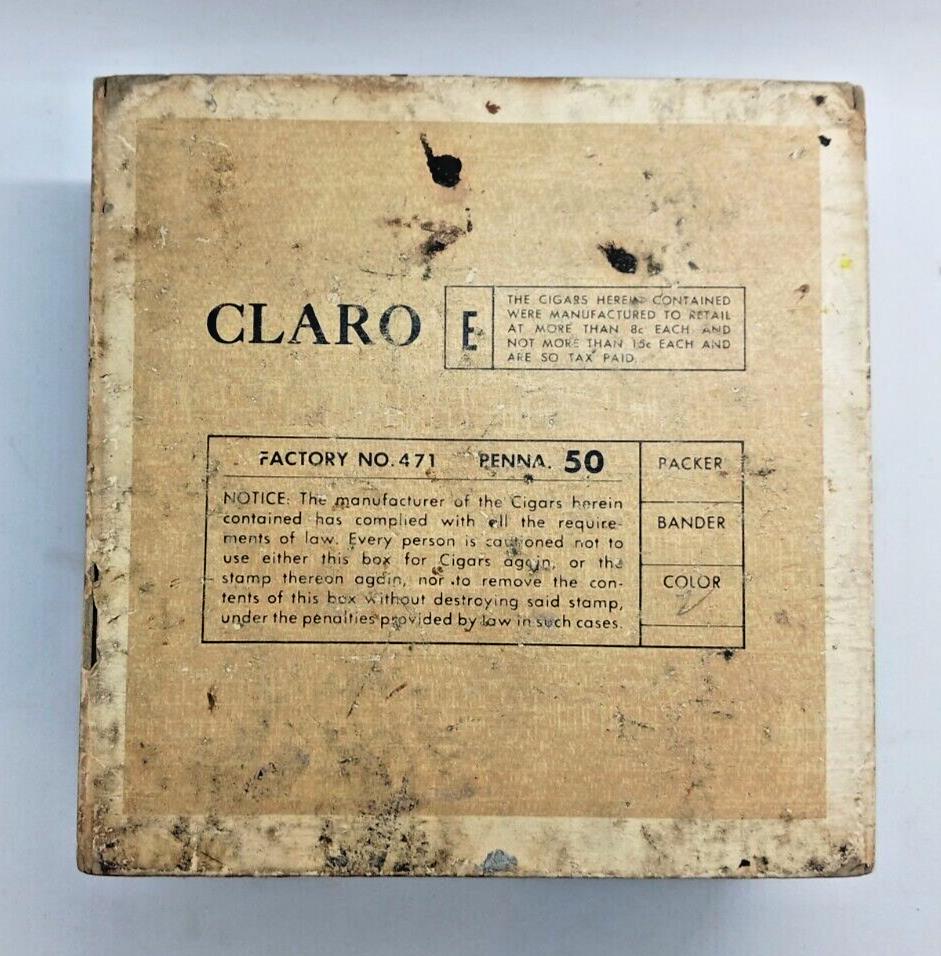 CLARO
E
THE CIGARS HEREIN CONTAINED
WERE MANUFACTURED TO RETAIL
AT MORE THAN 8c EACH AND
NOT MORE THAN 15c EACH AND
ARE SO TAX PAID.
FACTORY NO. 471 PENNA. 50
NOTICE: The manufacturer of the Cigars herein
contained has complied with all the require-
ments of law. Every person is cautioned not to
use either this box for Cigars again, or the
stamp thereon again, nor to remove the con-
tents of this box without destroying said stamp,
under the penalties provided by law in such cases.
PACKER
BANDER
COLOR